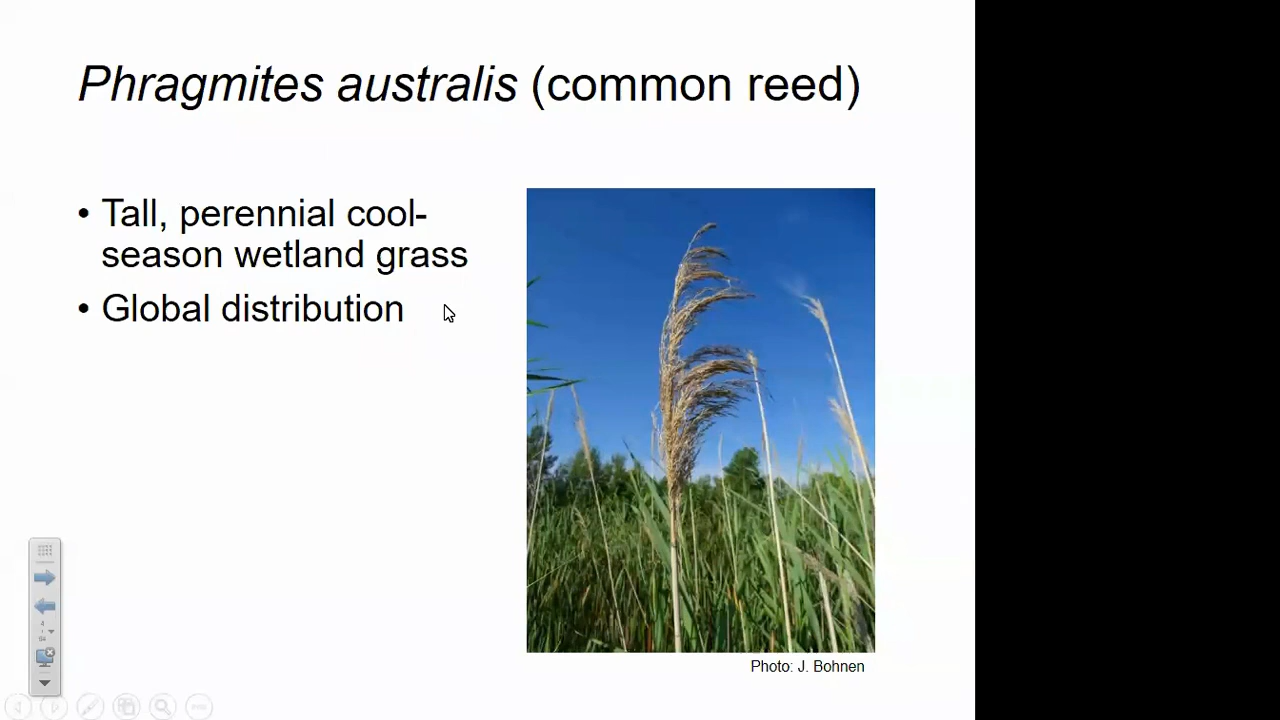 Phragmites australis (common reed)
• Tall, perennial cool-
season wetland grass
• Global distribution
Photo: J. Bohnen